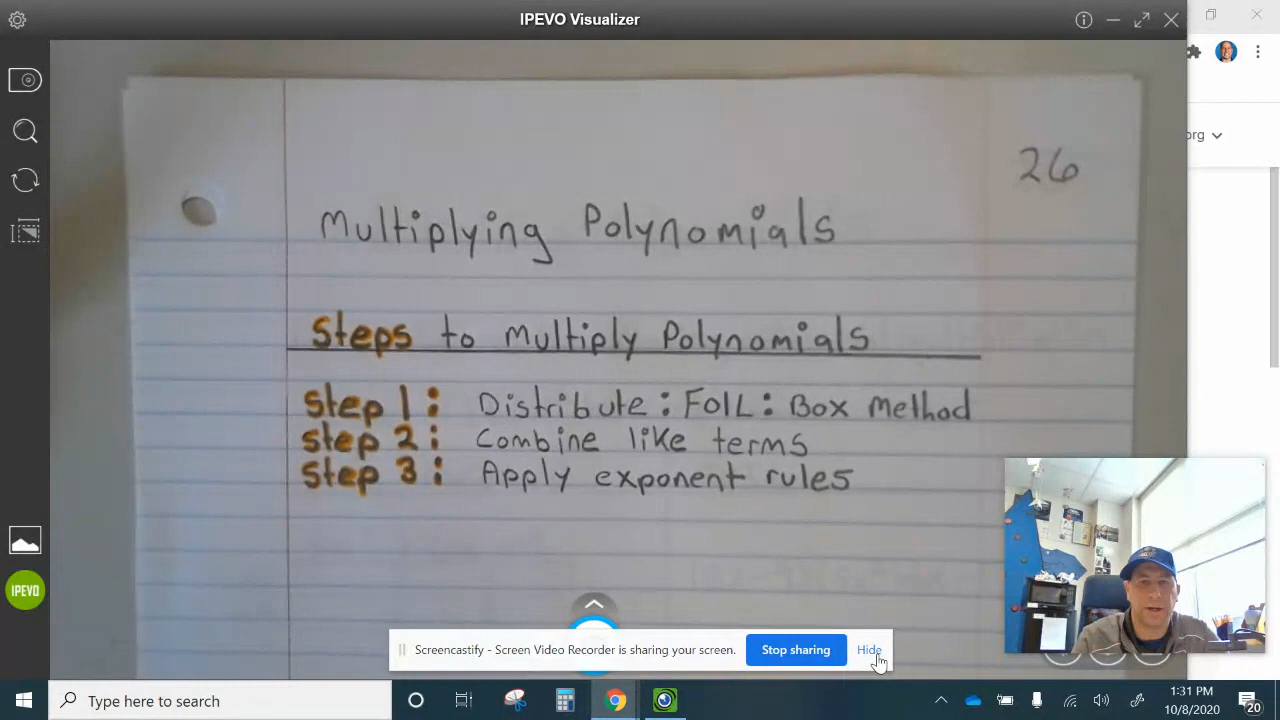 IPEVO Visualizer
org
26
Multiplying Polynomials
Steps to Multiply Polynomials
Step 1: Distribute : FOIL : Box Method
Step 2: Combine like terms
Step 3: Apply exponent rules
IPEVO
Screencastify - Screen Video Recorder is sharing your screen.
Stop sharing
Hide
Type here to search
1:31 PM
10/8/2020
20